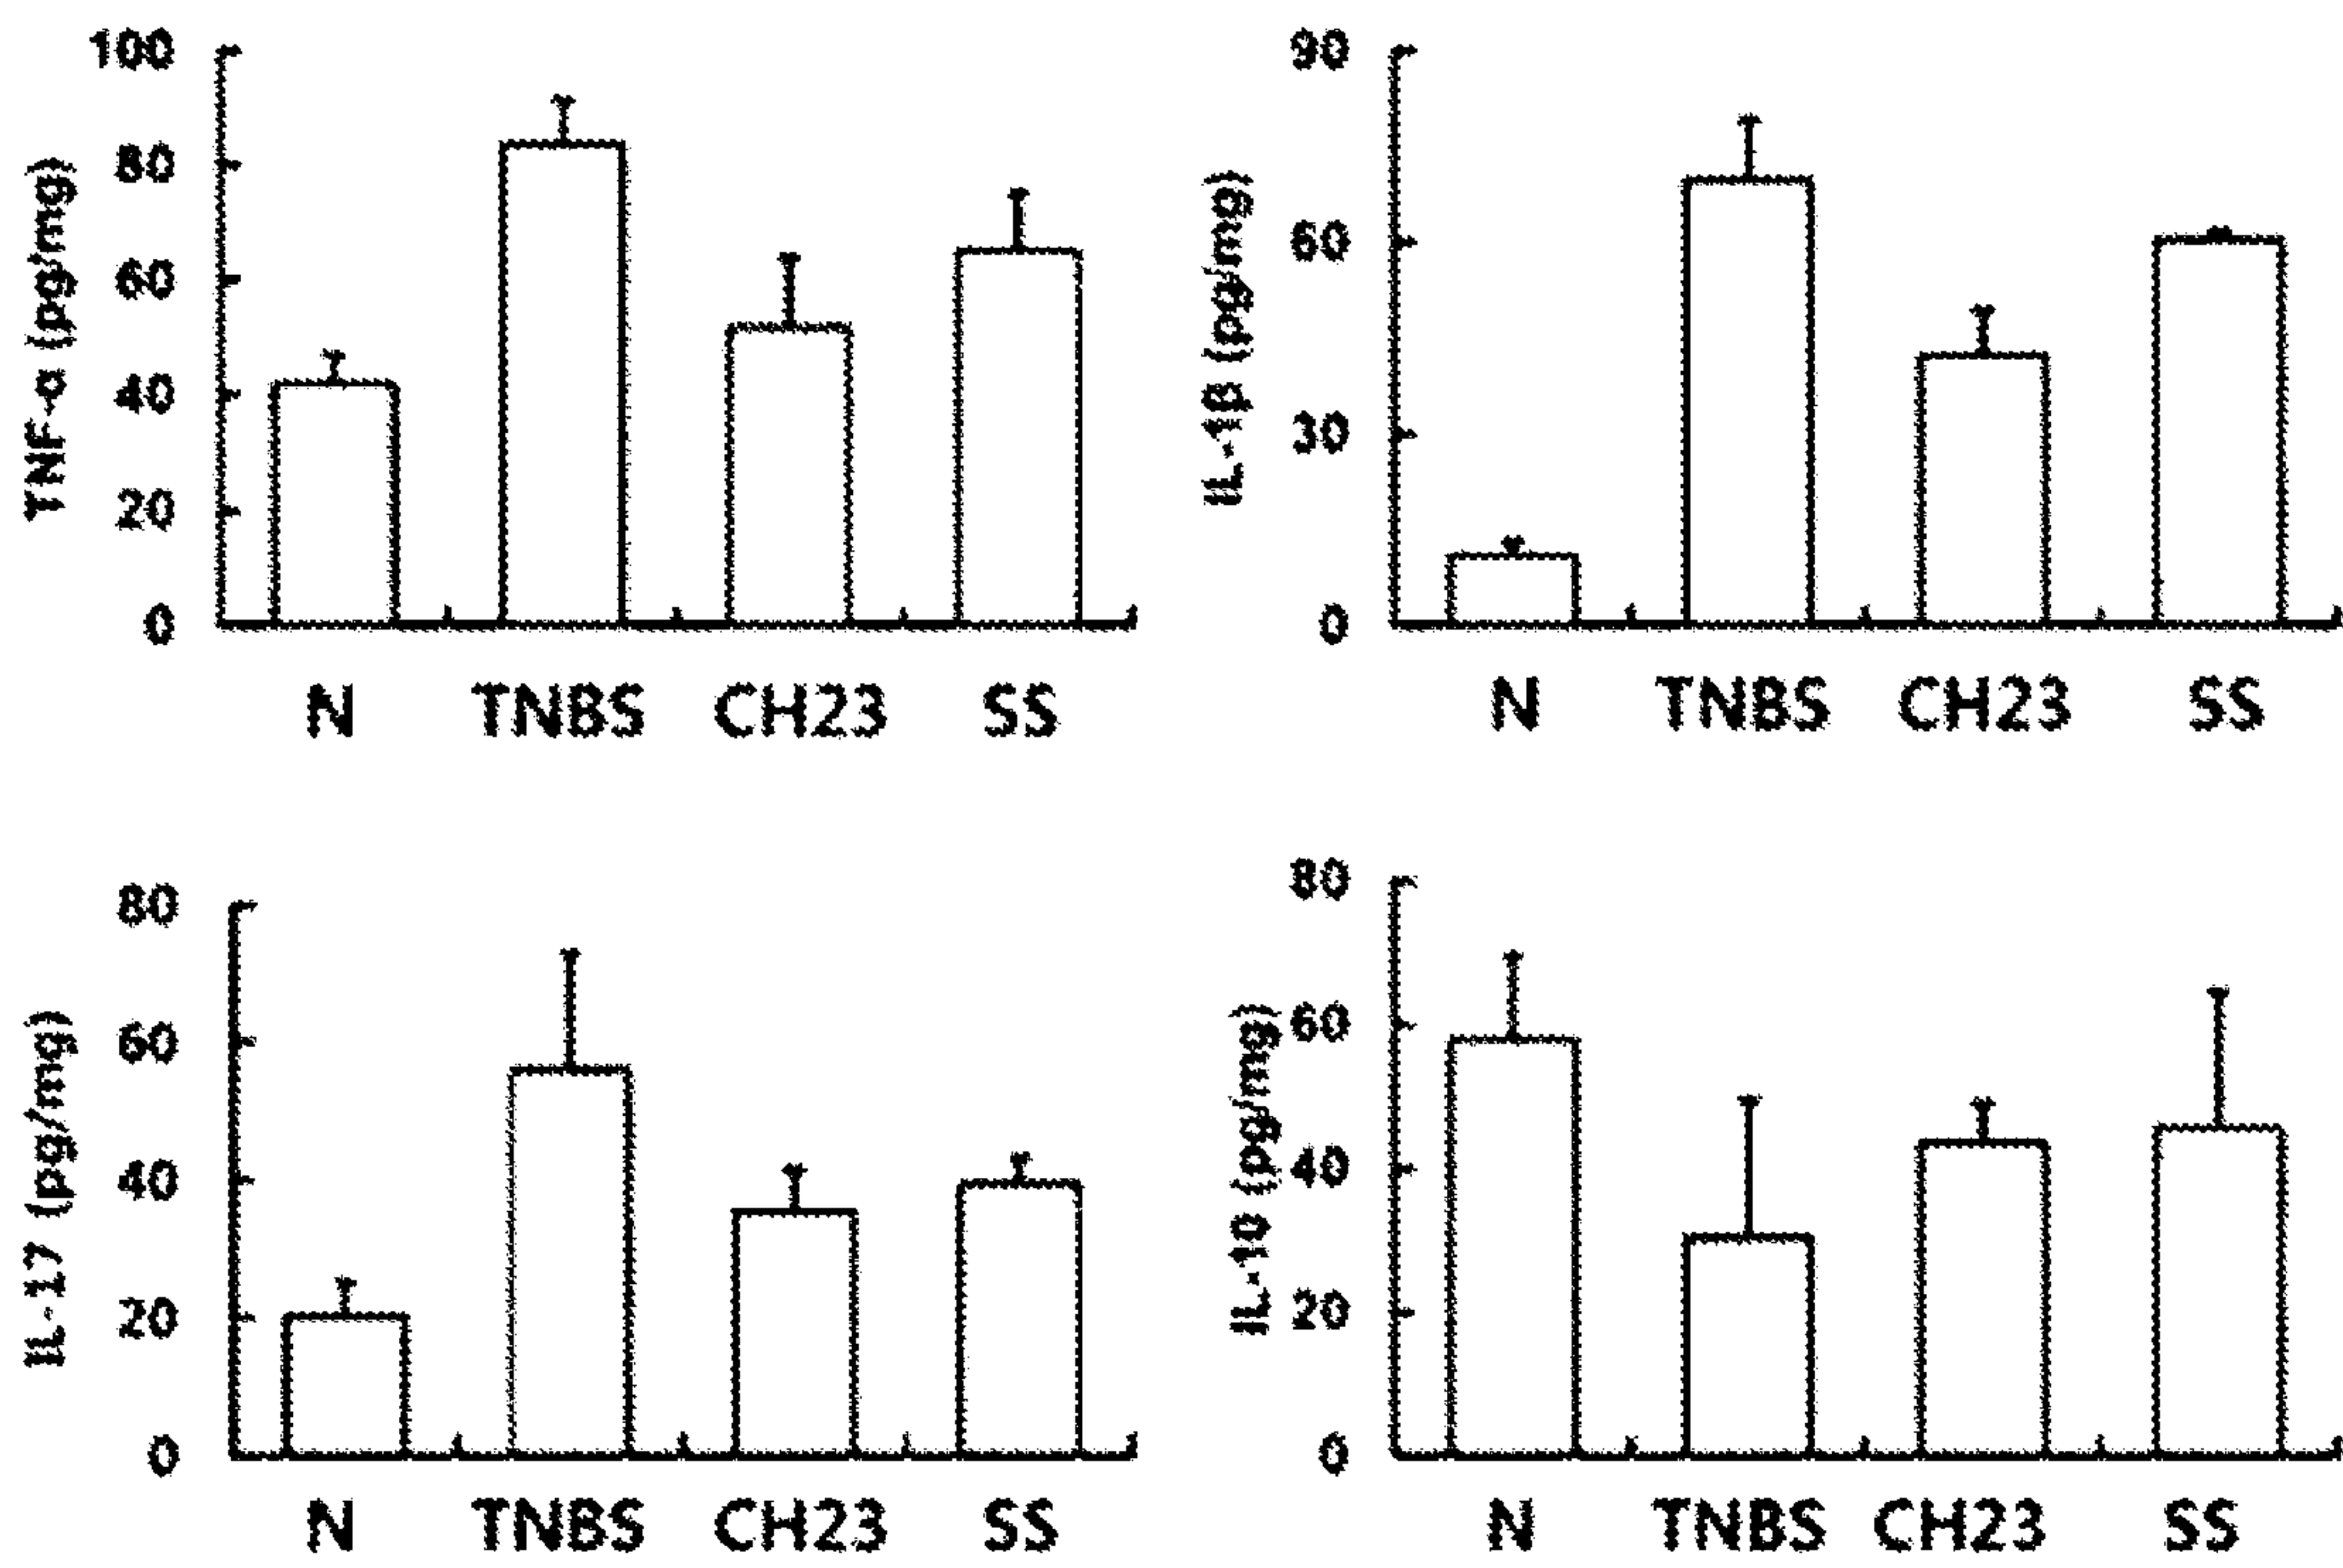 TNF-α (pg/mg)
100
80
60
40
20
0
N TNBS CH23 SS
IL-1β (pg/mg)
90
60
30
0
N TNBS CH23 SS
IL-17 (pg/mg)
80
60
40
20
0
N TNBS CH23 SS
IL-10 (pg/mg)
80
60
40
20
0
N TNBS CH23 SS